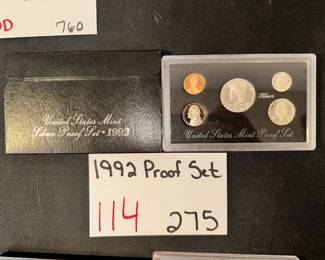 D 760
United States Mint
Silver Proof Set • 1992
Silver
United States Mint Proof Set
1992 Proof Set
114 275